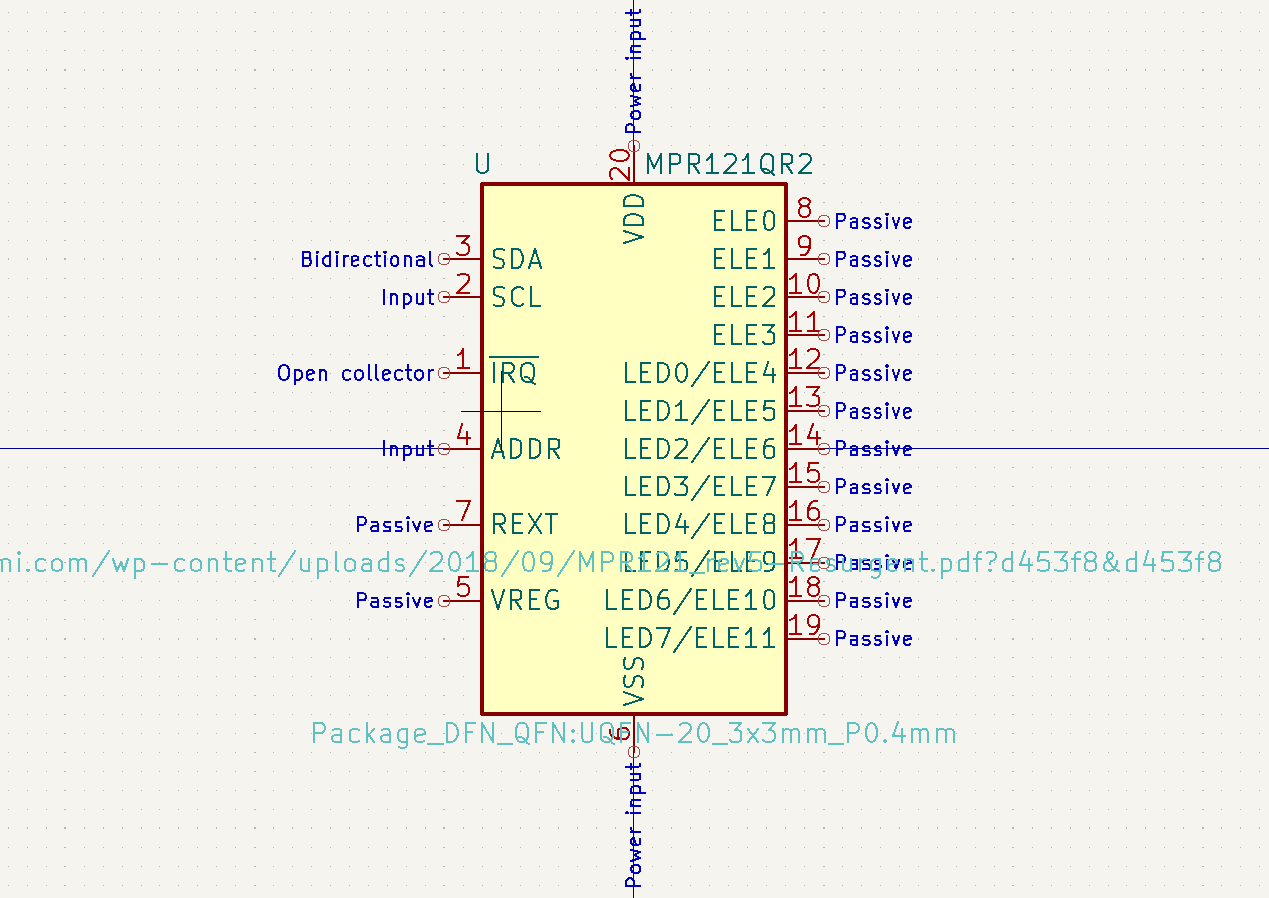 Power input
20
U
MPR121QR2
VDD
ELE0 8 Passive
Bidirectional 3 SDA
ELE1 9 Passive
Input 2 SCL
ELE2 10 Passive
ELE3 11 Passive
Open collector 1 IRQ
LED0/ELE4 12 Passive
LED1/ELE5 13 Passive
Input 4 ADDR
LED2/ELE6 14 Passive
LED3/ELE7 15 Passive
Passive 7 REXT
LED4/ELE8 16 Passive
mi.com/wp-content/uploads/2018/09/MPR121_rev5-Resurgent.pdf?d453f8&d453f8
LED5/ELE9 17 Passive
Passive 5 VREG
LED6/ELE10 18 Passive
LED7/ELE11 19 Passive
VSS
Package_DFN_QFN:UQFN-20_3x3mm_P0.4mm
6
Power input